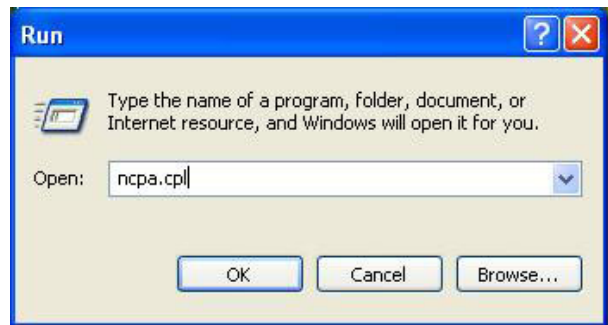 Run
Type the name of a program, folder, document, or
Internet resource, and Windows will open it for you.
Open: ncpa.cpl
OK Cancel Browse...